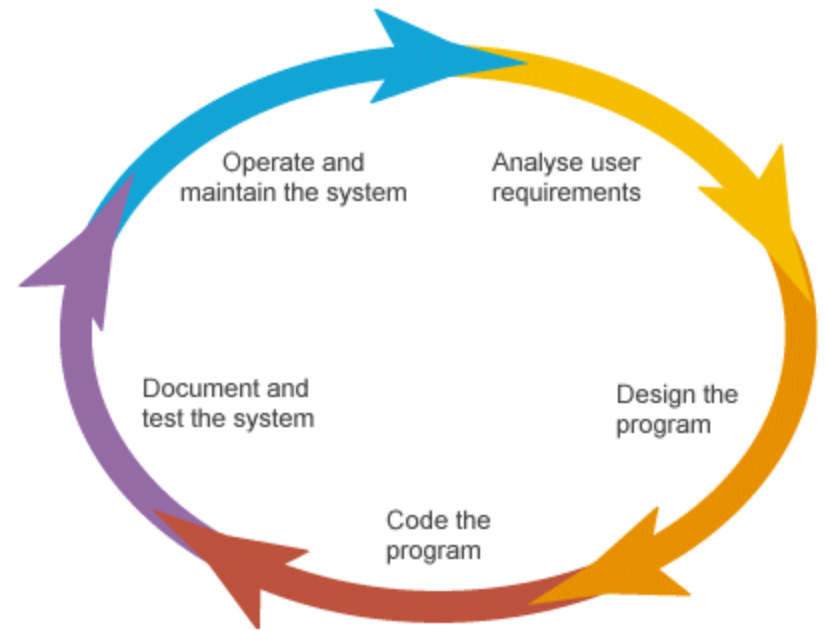 Operate and
maintain the system
Analyse user
requirements
Design the
program
Code the
program
Document and
test the system